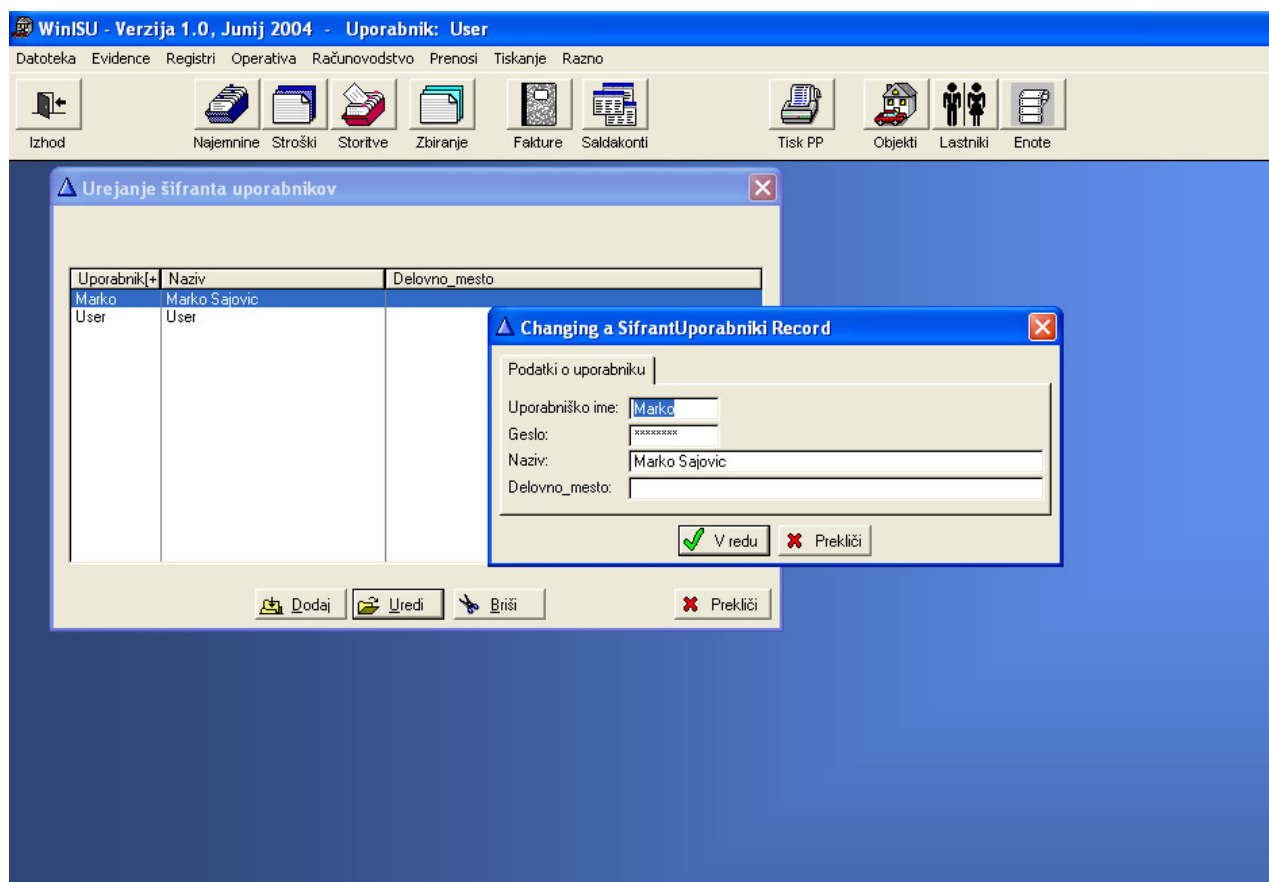 WinISU - Verzija 1.0, Junij 2004 - Uporabnik: User
Datoteka Evidence Registri Operativa Računovodstvo Prenosi Tiskanje Razno
Izhod Najemnine Stroški Storitve Zbiranje Fakture Saldakonti Tisk PP Objekti Lastniki Enote
Urejanje šifranta uporabnikov
Uporabnik[+ Naziv Delovno_mesto
Marko Marko Sajovic
User User
Changing a SifrantUporabniki Record
Podatki o uporabniku
Uporabniško ime: Marko
Geslo: ********
Naziv: Marko Sajovic
Delovno_mesto:
V redu Prekliči
Dodaj Uredi Briši Prekliči